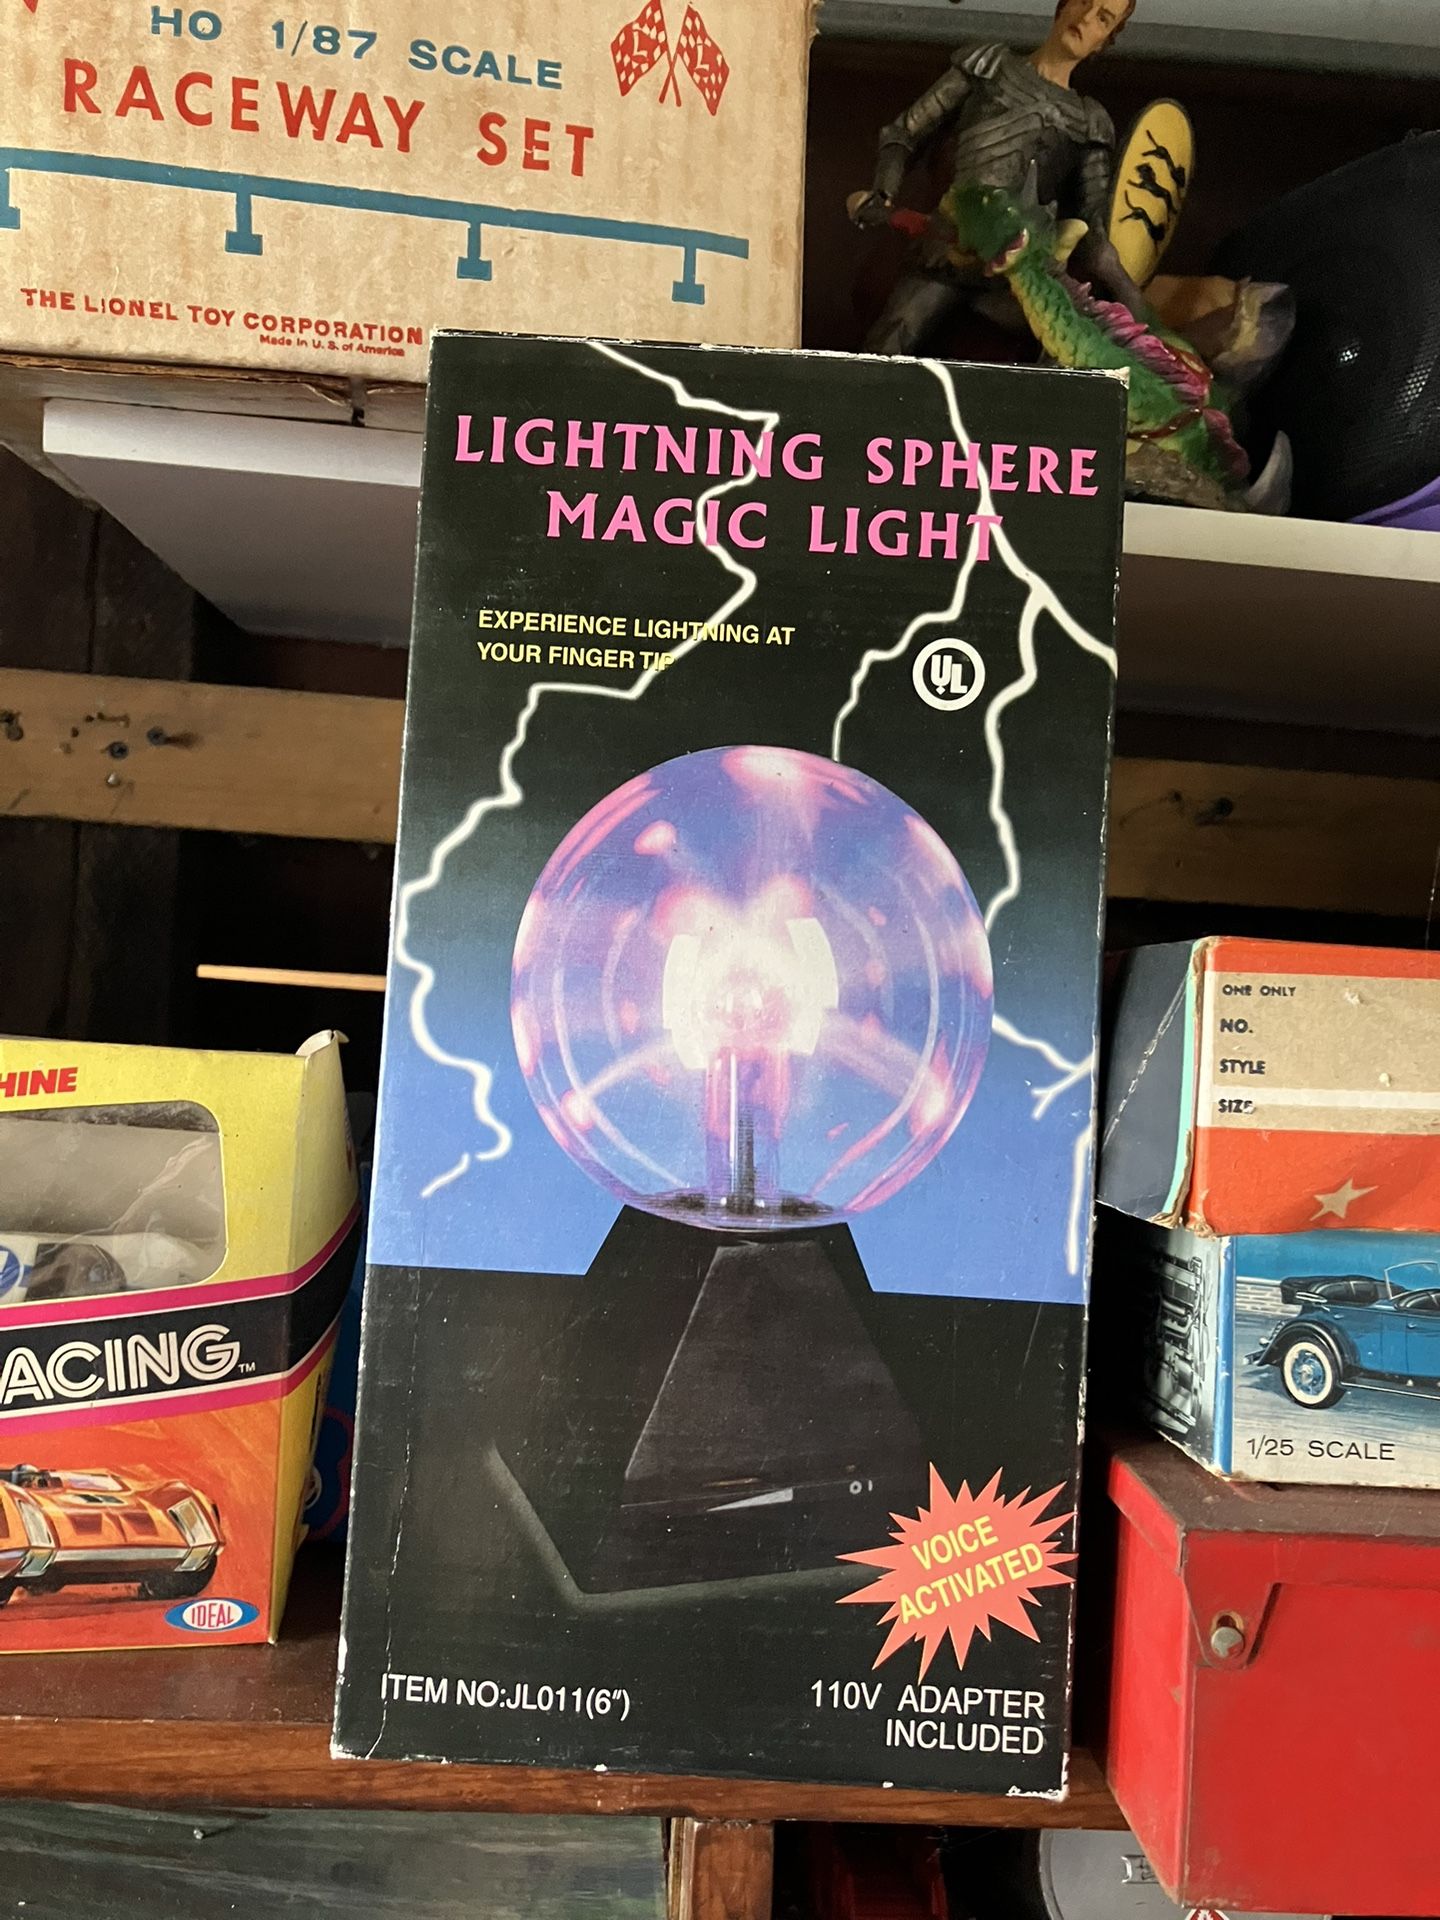 HO 1/87 SCALE
RACEWAY SET
L L
THE LIONEL TOY CORPORATION
Made in U. S. of America
LIGHTNING SPHERE
MAGIC LIGHT
EXPERIENCE LIGHTNING AT
YOUR FINGER TIP
UL
VOICE
ACTIVATED
ITEM NO:JL011(6")
110V ADAPTER
INCLUDED
HINE
ACING™
IDEAL
ONE ONLY
NO.
STYLE
SIZE
1/25 SCALE